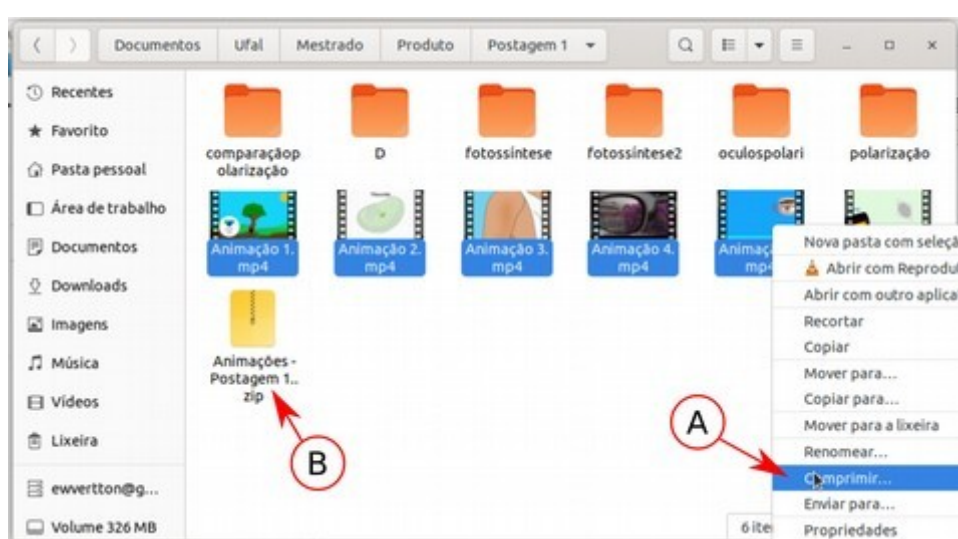 Documentos Ufal Mestrado Produto Postagem 1
Recentes
Favorito
Pasta pessoal
Área de trabalho
Documentos
Downloads
Imagens
Música
Vídeos
Lixeira
ewvertton@g...
Volume 326 MB
comparaçãop
olarização
D
fotossíntese
fotossíntese2
oculospolari
polarização
Animação 1.
mp4
Animação 2.
mp4
Animação 3.
mp4
Animação 4.
mp4
Animaç
mp4
Animações -
Postagem 1..
zip
B
A
Nova pasta com seleçã
Abrir com Reprodu
Abrir com outro aplica
Recortar
Copiar
Mover para...
Copiar para...
Mover para a lixeira
Renomear...
Comprimir...
Enviar para...
Propriedades
6 ite